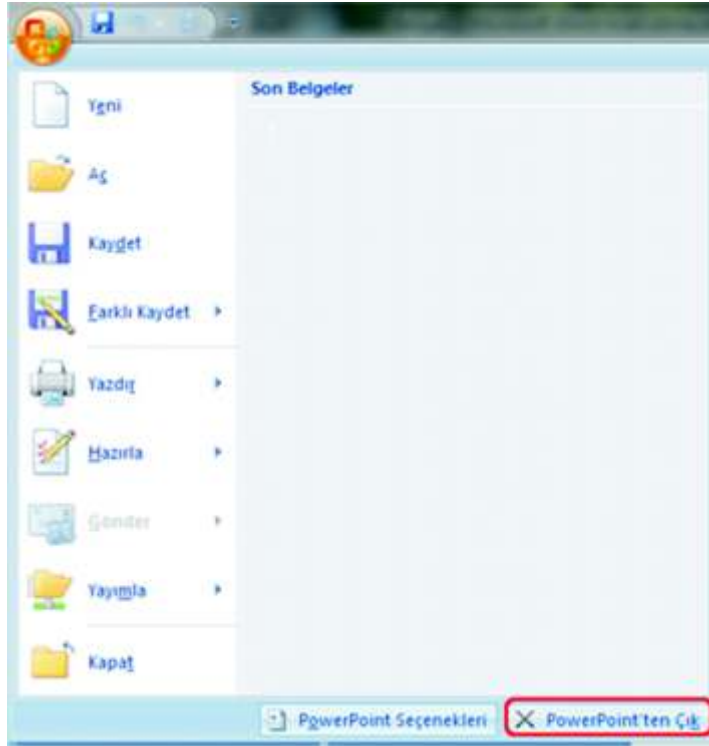 Yeni
Son Belgeler
Aç
Kaydet
Farklı Kaydet
Yazdır
Hazırla
Gönder
Yayımla
Kapat
PowerPoint Seçenekleri
PowerPoint'ten Çık